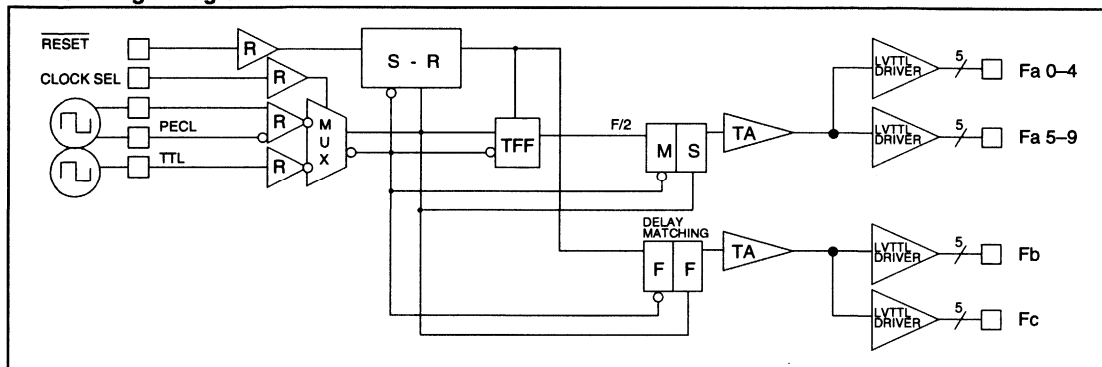 RESET
CLOCK SEL
PECL
TTL
R
R
R
R
MUX
S - R
TFF
F/2
M S
TA
LVTTL
DRIVER
5
Fa 0–4
LVTTL
DRIVER
5
Fa 5–9
DELAY
MATCHING
F F
TA
LVTTL
DRIVER
5
Fb
LVTTL
DRIVER
5
Fc